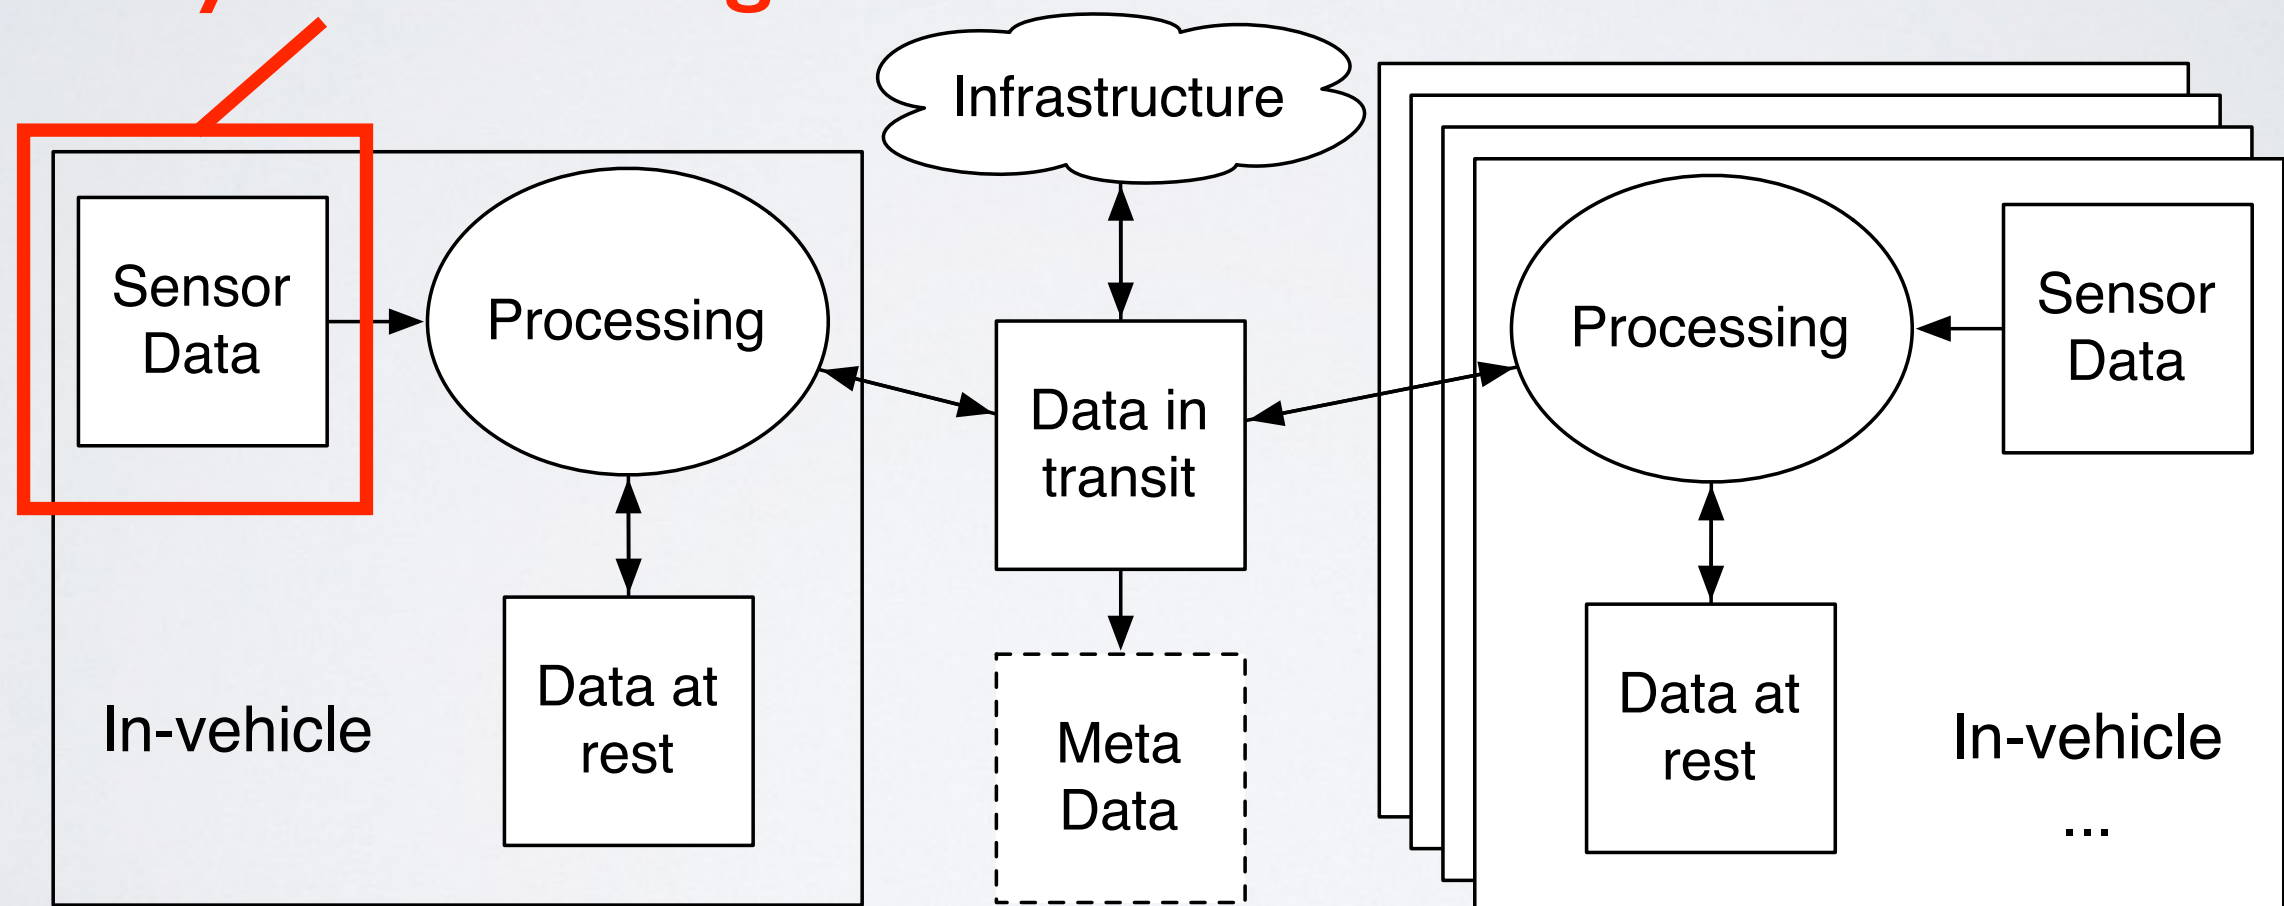 Infrastructure
Sensor
Data
Processing
Data in
transit
Processing
Sensor
Data
Data at
rest
In-vehicle
Meta
Data
Data at
rest
In-vehicle
...